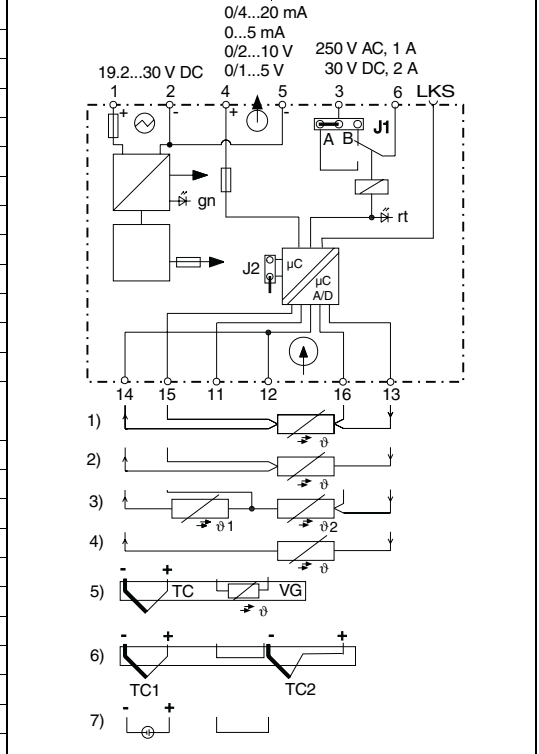 0/4...20 mA
0...5 mA
0/2...10 V
0/1...5 V
250 V AC, 1 A
30 V DC, 2 A
19.2...30 V DC
1 2 4 5 3 6 LKS
+ - + -
J1
A B
gn
rt
J2
µC
µC
A/D
14 15 11 12 16 13
1)
ϑ
2)
ϑ
3)
ϑ1 ϑ2
4)
ϑ
- +
5) TC VG
ϑ
- + - +
6)
TC1 TC2
- +
7)